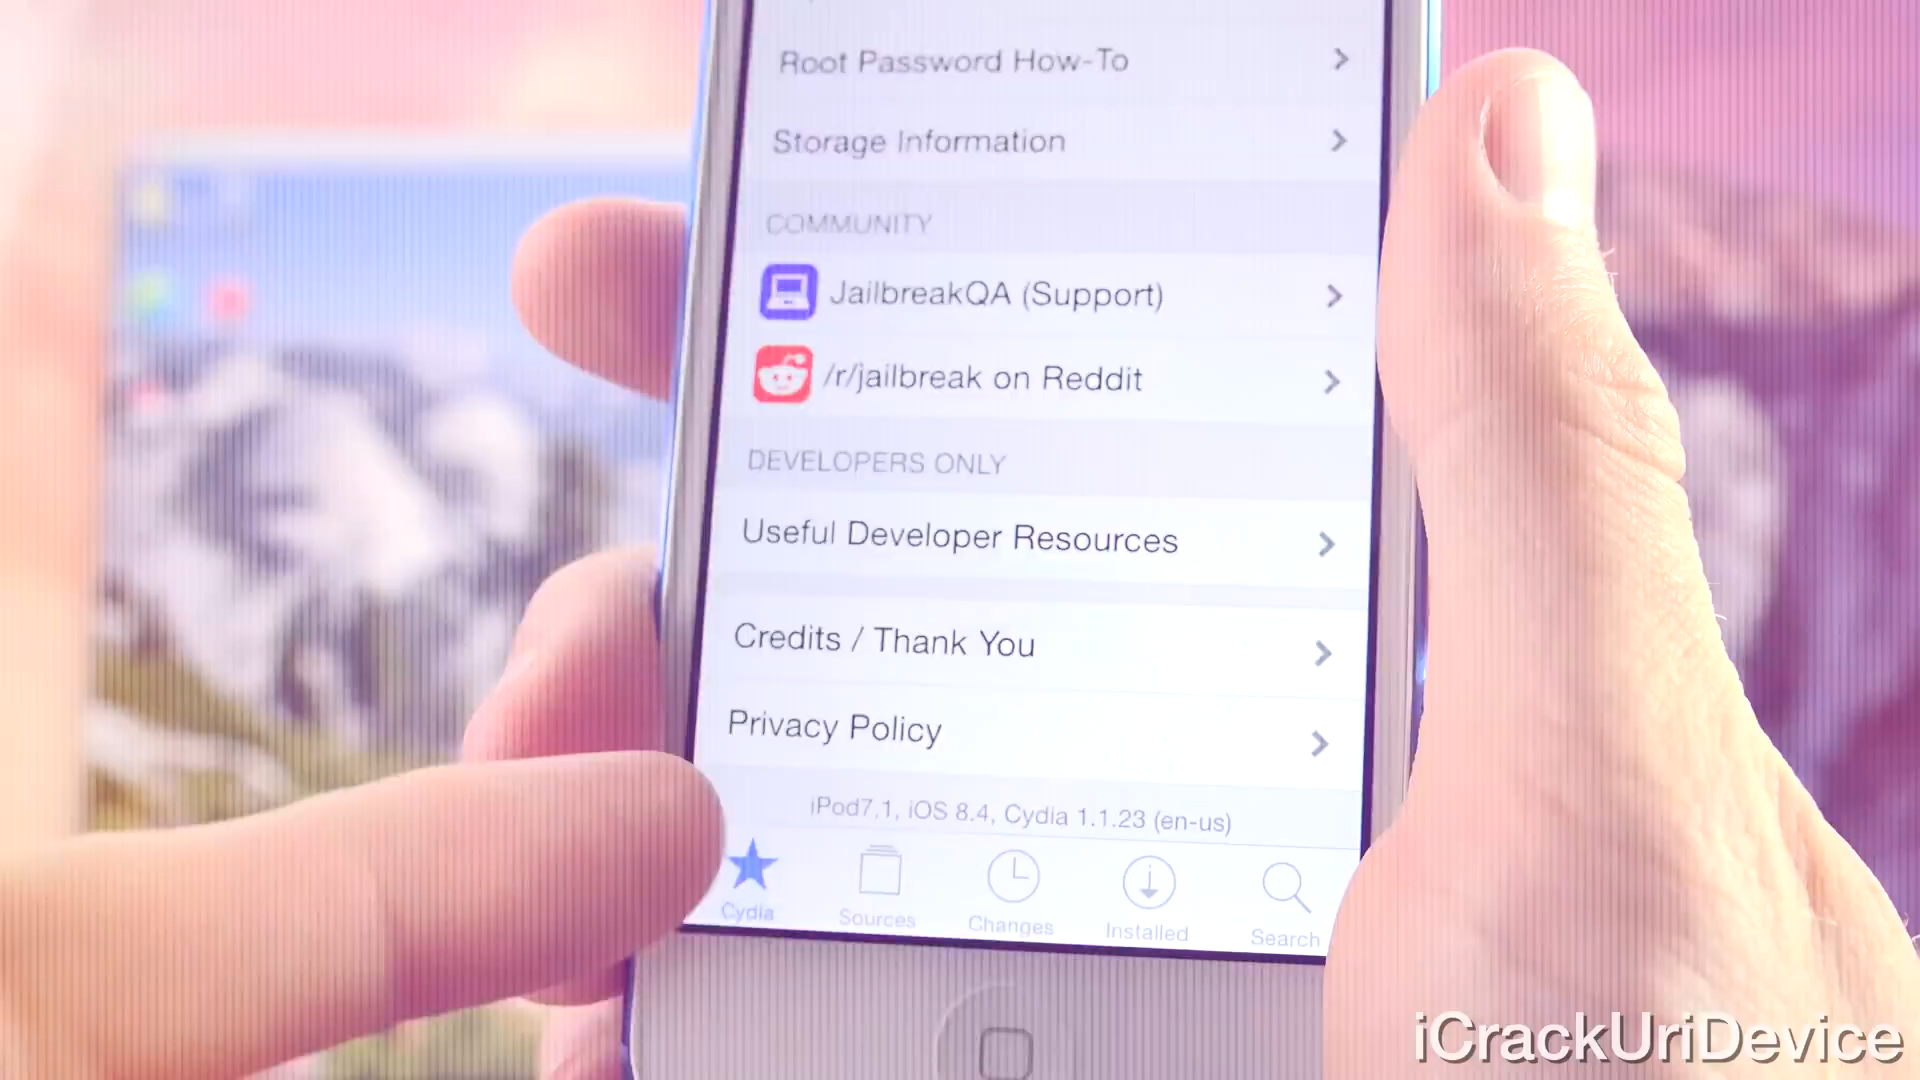 Root Password How-To
Storage Information
COMMUNITY
JailbreakQA (Support)
/r/jailbreak on Reddit
DEVELOPERS ONLY
Useful Developer Resources
Credits / Thank You
Privacy Policy
iPod7,1, iOS 8.4, Cydia 1.1.23 (en-us)
Cydia
Sources
Changes
Installed
Search
iCrackUriDevice